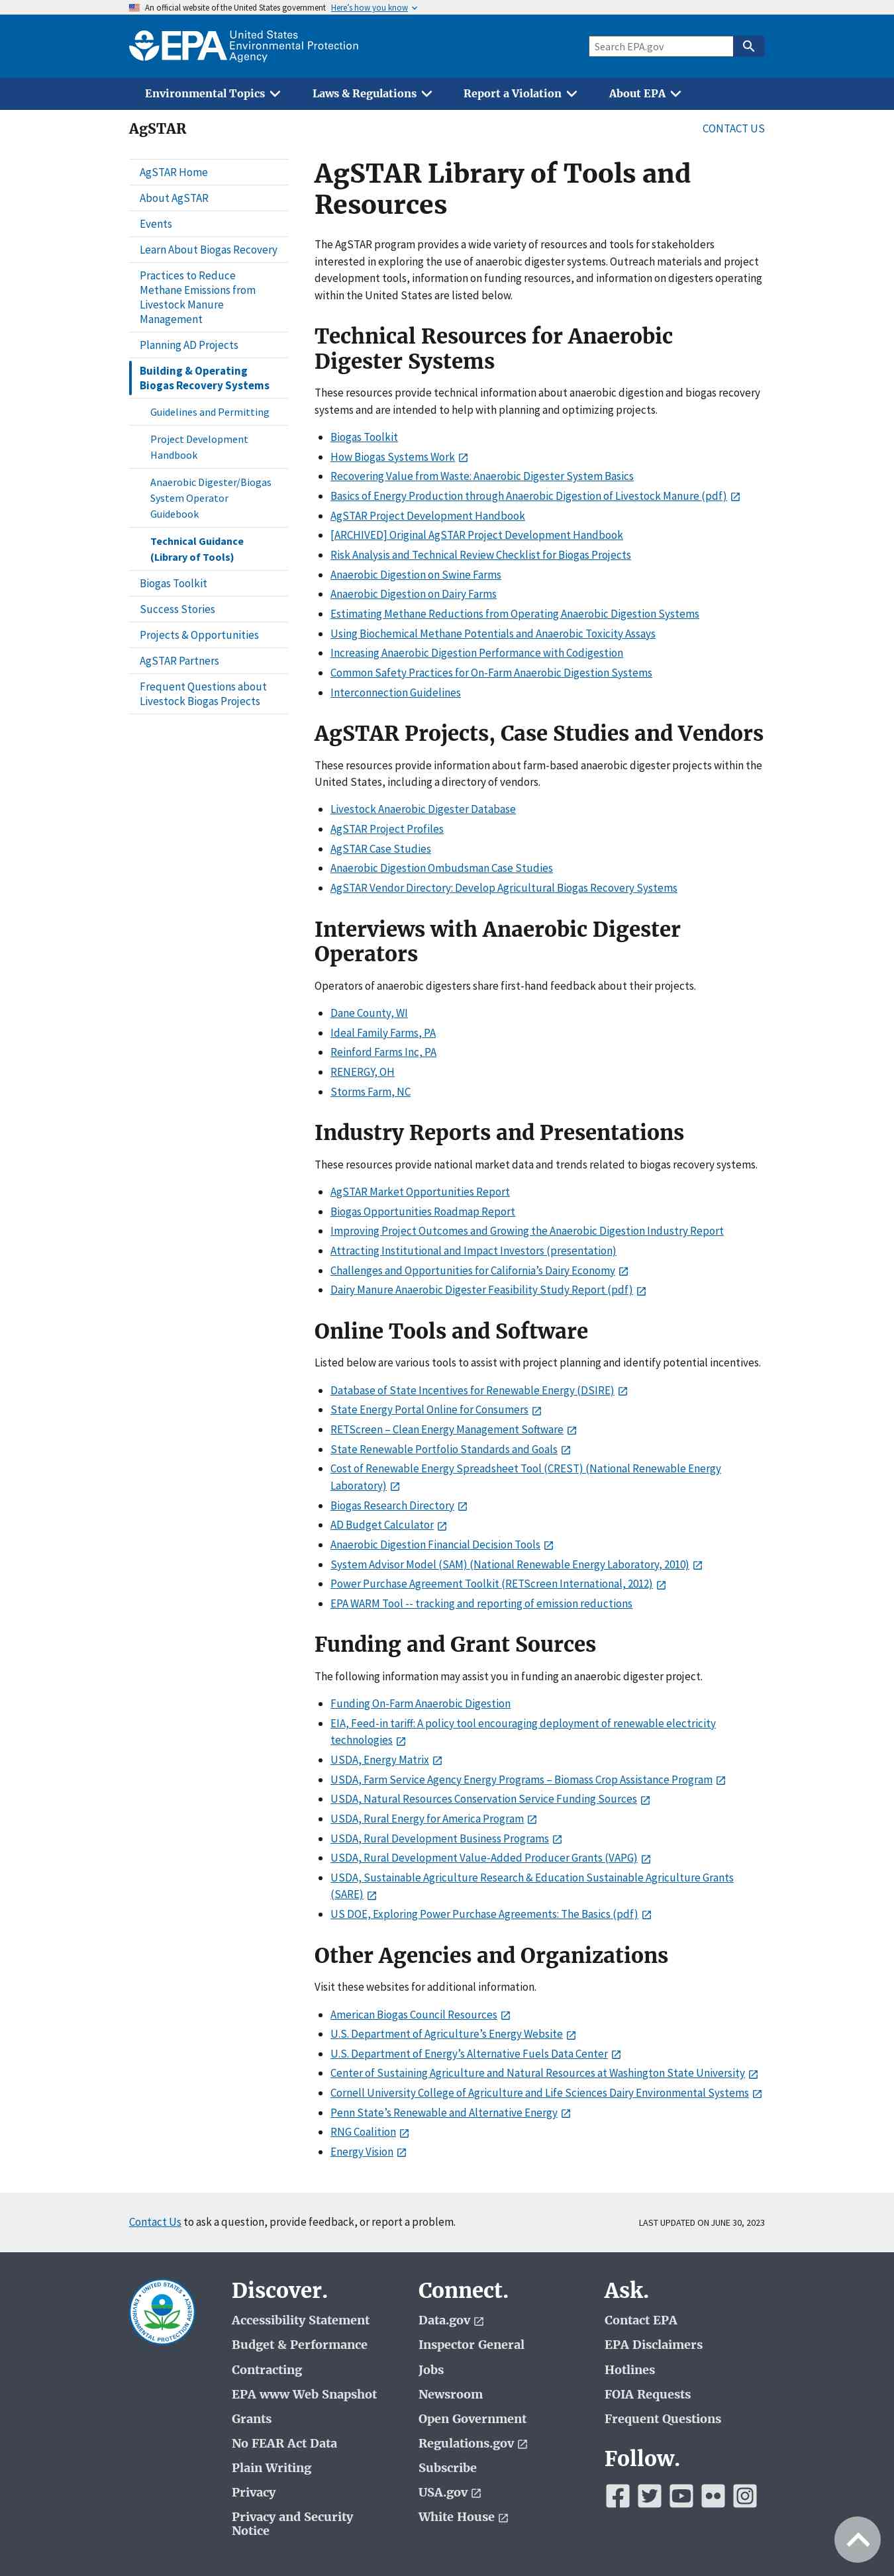 An official website of the United States government Here's how you know
EPA United States
Environmental Protection
Agency
Search EPA.gov
Environmental Topics
Laws & Regulations
Report a Violation
About EPA
AgSTAR
CONTACT US
AgSTAR Home
About AgSTAR
Events
Learn About Biogas Recovery
Practices to Reduce
Methane Emissions from
Livestock Manure
Management
Planning AD Projects
Building & Operating
Biogas Recovery Systems
Guidelines and Permitting
Project Development
Handbook
Anaerobic Digester/Biogas
System Operator
Guidebook
Technical Guidance
(Library of Tools)
Biogas Toolkit
Success Stories
Projects & Opportunities
AgSTAR Partners
Frequent Questions about
Livestock Biogas Projects
AgSTAR Library of Tools and
Resources
The AgSTAR program provides a wide variety of resources and tools for stakeholders
interested in exploring the use of anaerobic digester systems. Outreach materials and project
development tools, information on funding resources, and information on digesters operating
within the United States are listed below.
Technical Resources for Anaerobic
Digester Systems
These resources provide technical information about anaerobic digestion and biogas recovery
systems and are intended to help with planning and optimizing projects.
Biogas Toolkit
How Biogas Systems Work
Recovering Value from Waste: Anaerobic Digester System Basics
Basics of Energy Production through Anaerobic Digestion of Livestock Manure (pdf)
AgSTAR Project Development Handbook
[ARCHIVED] Original AgSTAR Project Development Handbook
Risk Analysis and Technical Review Checklist for Biogas Projects
Anaerobic Digestion on Swine Farms
Anaerobic Digestion on Dairy Farms
Estimating Methane Reductions from Operating Anaerobic Digestion Systems
Using Biochemical Methane Potentials and Anaerobic Toxicity Assays
Increasing Anaerobic Digestion Performance with Codigestion
Common Safety Practices for On-Farm Anaerobic Digestion Systems
Interconnection Guidelines
AgSTAR Projects, Case Studies and Vendors
These resources provide information about farm-based anaerobic digester projects within the
United States, including a directory of vendors.
Livestock Anaerobic Digester Database
AgSTAR Project Profiles
AgSTAR Case Studies
Anaerobic Digestion Ombudsman Case Studies
AgSTAR Vendor Directory: Develop Agricultural Biogas Recovery Systems
Interviews with Anaerobic Digester
Operators
Operators of anaerobic digesters share first-hand feedback about their projects.
Dane County, WI
Ideal Family Farms, PA
Reinford Farms Inc, PA
RENERGY, OH
Storms Farm, NC
Industry Reports and Presentations
These resources provide national market data and trends related to biogas recovery systems.
AgSTAR Market Opportunities Report
Biogas Opportunities Roadmap Report
Improving Project Outcomes and Growing the Anaerobic Digestion Industry Report
Attracting Institutional and Impact Investors (presentation)
Challenges and Opportunities for California's Dairy Economy
Dairy Manure Anaerobic Digester Feasibility Study Report (pdf)
Online Tools and Software
Listed below are various tools to assist with project planning and identify potential incentives.
Database of State Incentives for Renewable Energy (DSIRE)
State Energy Portal Online for Consumers
RETScreen – Clean Energy Management Software
State Renewable Portfolio Standards and Goals
Cost of Renewable Energy Spreadsheet Tool (CREST) (National Renewable Energy
Laboratory)
Biogas Research Directory
AD Budget Calculator
Anaerobic Digestion Financial Decision Tools
System Advisor Model (SAM) (National Renewable Energy Laboratory, 2010)
Power Purchase Agreement Toolkit (RETScreen International, 2012)
EPA WARM Tool -- tracking and reporting of emission reductions
Funding and Grant Sources
The following information may assist you in funding an anaerobic digester project.
Funding On-Farm Anaerobic Digestion
EIA, Feed-in tariff: A policy tool encouraging deployment of renewable electricity
technologies
USDA, Energy Matrix
USDA, Farm Service Agency Energy Programs – Biomass Crop Assistance Program
USDA, Natural Resources Conservation Service Funding Sources
USDA, Rural Energy for America Program
USDA, Rural Development Business Programs
USDA, Rural Development Value-Added Producer Grants (VAPG)
USDA, Sustainable Agriculture Research & Education Sustainable Agriculture Grants
(SARE)
US DOE, Exploring Power Purchase Agreements: The Basics (pdf)
Other Agencies and Organizations
Visit these websites for additional information.
American Biogas Council Resources
U.S. Department of Agriculture's Energy Website
U.S. Department of Energy's Alternative Fuels Data Center
Center of Sustaining Agriculture and Natural Resources at Washington State University
Cornell University College of Agriculture and Life Sciences Dairy Environmental Systems
Penn State's Renewable and Alternative Energy
RNG Coalition
Energy Vision
Contact Us to ask a question, provide feedback, or report a problem.
LAST UPDATED ON JUNE 30, 2023
UNITED STATES
ENVIRONMENTAL PROTECTION AGENCY
Discover.
Accessibility Statement
Budget & Performance
Contracting
EPA www Web Snapshot
Grants
No FEAR Act Data
Plain Writing
Privacy
Privacy and Security
Notice
Connect.
Data.gov
Inspector General
Jobs
Newsroom
Open Government
Regulations.gov
Subscribe
USA.gov
White House
Ask.
Contact EPA
EPA Disclaimers
Hotlines
FOIA Requests
Frequent Questions
Follow.